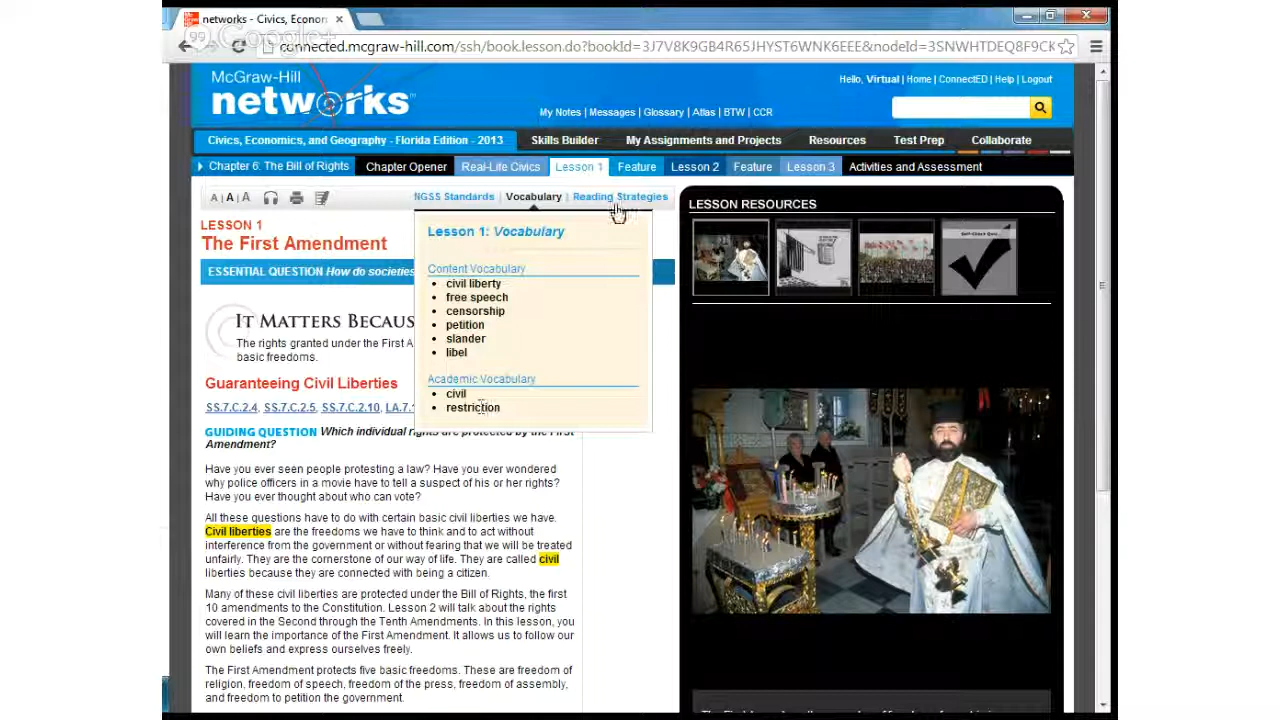 networks - Civics, Econon
99 Google+
connected.mcgraw-hill.com/ssh/book.lesson.do?bookId=3J7V8K9GB4R65JHYST6WNK6EEE&nodeId=3SNWHTDEQ8F9CK
McGraw-Hill
networks
Hello, Virtual | Home | ConnectED | Help | Logout
My Notes | Messages | Glossary | Atlas | BTW | CCR
Civics, Economics, and Geography - Florida Edition - 2013 Skills Builder My Assignments and Projects Resources Test Prep Collaborate
Chapter 6: The Bill of Rights Chapter Opener Real-Life Civics Lesson 1 Feature Lesson 2 Feature Lesson 3 Activities and Assessment
A | A | A NGSS Standards | Vocabulary | Reading Strategies
LESSON 1
The First Amendment
ESSENTIAL QUESTION How do societies
IT MATTERS BECAUS
The rights granted under the First A
basic freedoms.
Guaranteeing Civil Liberties
SS.7.C.2.4, SS.7.C.2.5, SS.7.C.2.10, LA.7.1
GUIDING QUESTION Which individual rights are protected by the First
Amendment?
Have you ever seen people protesting a law? Have you ever wondered
why police officers in a movie have to tell a suspect of his or her rights?
Have you ever thought about who can vote?
All these questions have to do with certain basic civil liberties we have.
Civil liberties are the freedoms we have to think and to act without
interference from the government or without fearing that we will be treated
unfairly. They are the cornerstone of our way of life. They are called civil
liberties because they are connected with being a citizen.
Many of these civil liberties are protected under the Bill of Rights, the first
10 amendments to the Constitution. Lesson 2 will talk about the rights
covered in the Second through the Tenth Amendments. In this lesson, you
will learn the importance of the First Amendment. It allows us to follow our
own beliefs and express ourselves freely.
The First Amendment protects five basic freedoms. These are freedom of
religion, freedom of speech, freedom of the press, freedom of assembly,
and freedom to petition the government.
Lesson 1: Vocabulary
Content Vocabulary
civil liberty
free speech
censorship
petition
slander
libel
Academic Vocabulary
civil
restriction
LESSON RESOURCES
Self-Check Quiz